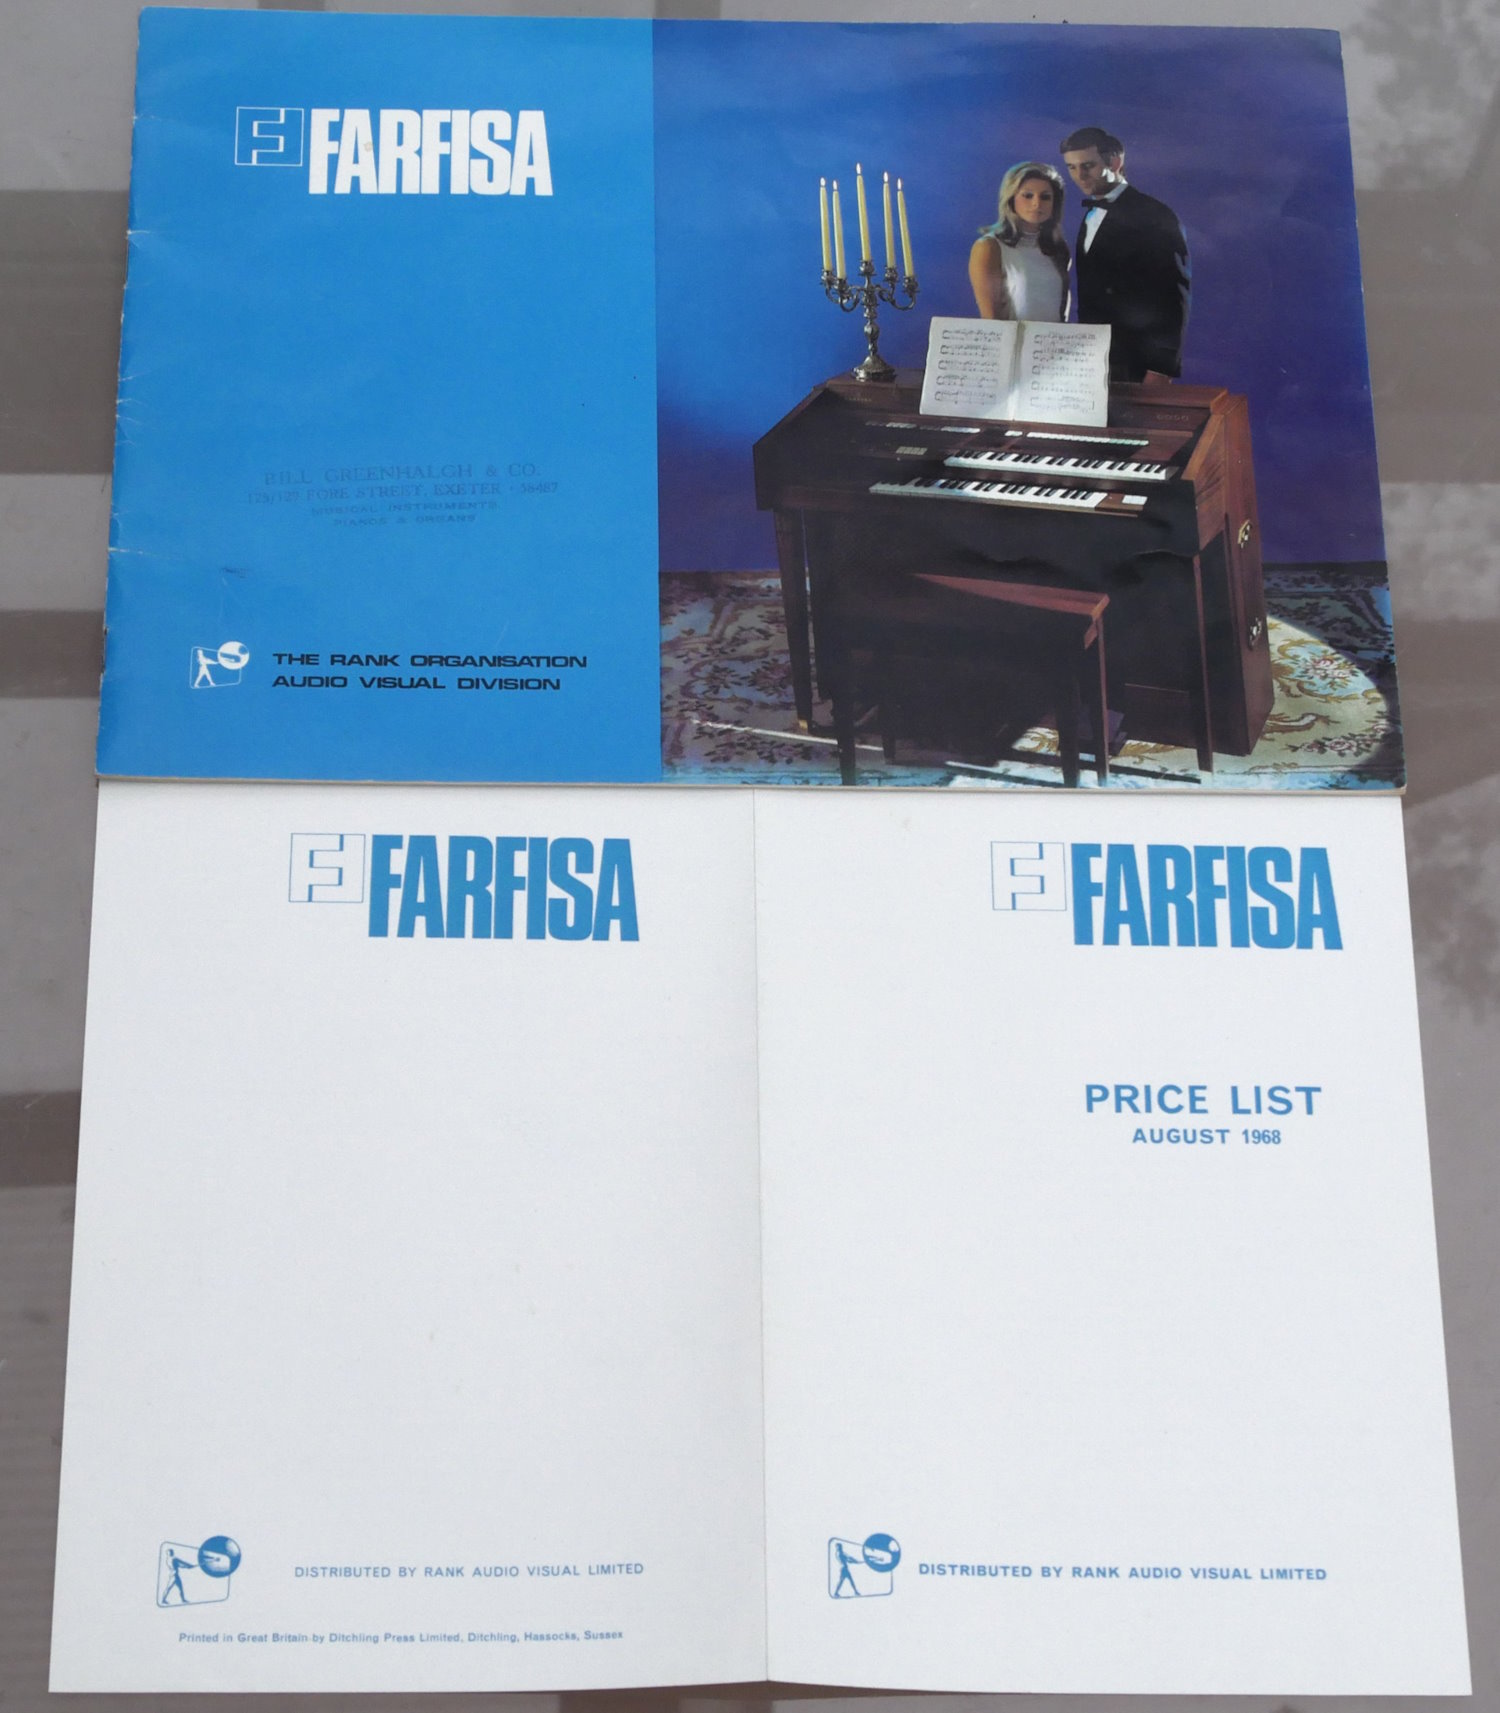 FARFISA
BILL GREENHALGH & CO.
FORE STREET, EXETER
MUSICAL INSTRUMENTS
PIANOS & ORGANS
THE RANK ORGANISATION
AUDIO VISUAL DIVISION
FARFISA
DISTRIBUTED BY RANK AUDIO VISUAL LIMITED
Printed in Great Britain by Ditchling Press Limited, Ditchling, Hassocks, Sussex
FARFISA
PRICE LIST
AUGUST 1968
DISTRIBUTED BY RANK AUDIO VISUAL LIMITED